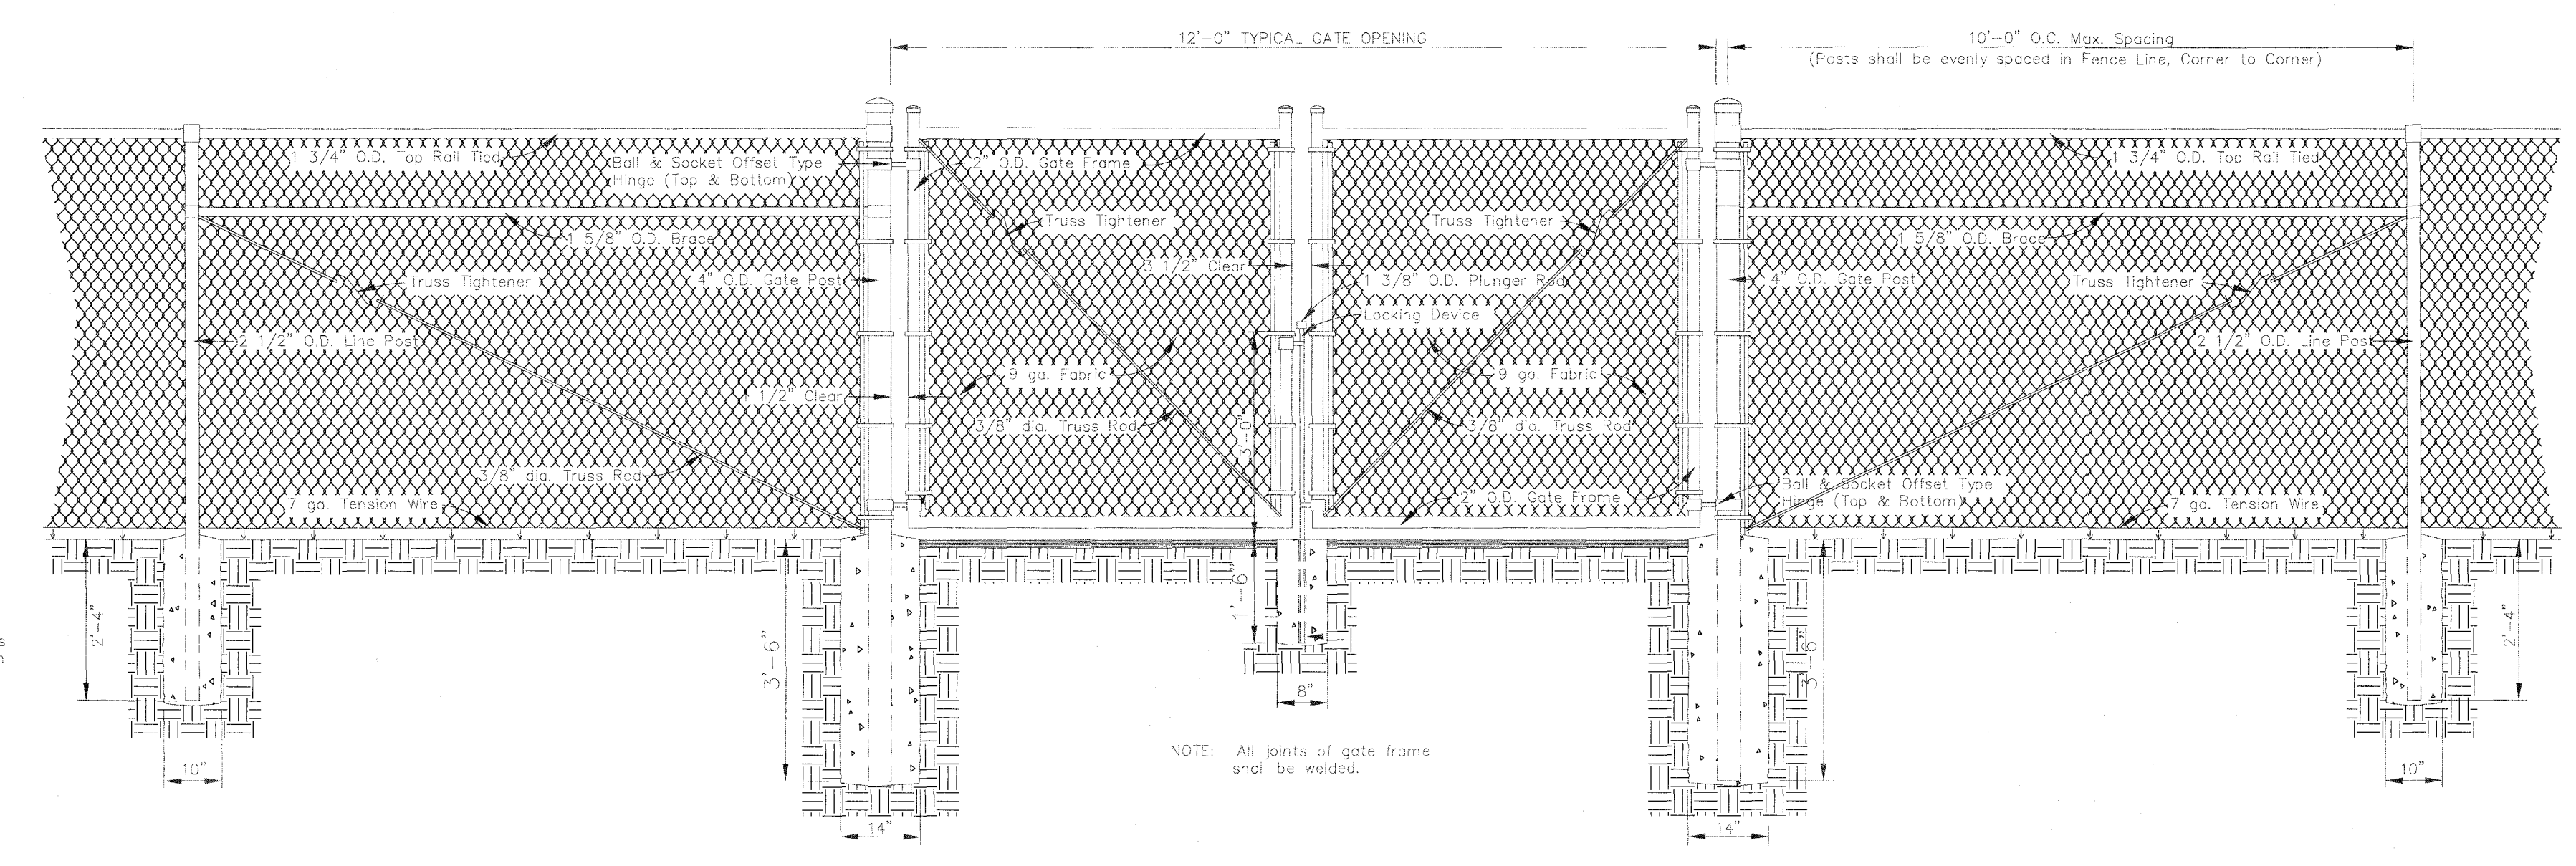 12'-0" TYPICAL GATE OPENING
10'-0" O.C. Max. Spacing
(Posts shall be evenly spaced in Fence Line, Corner to Corner)
1 3/4" O.D. Top Rail Tied
Ball & Socket Offset Type
Hinge (Top & Bottom)
2" O.D. Gate Frame
1 3/4" O.D. Top Rail Tied
Truss Tightener
Truss Tightener
1 5/8" O.D. Brace
1 5/8" O.D. Brace
3 1/2" Clear
Truss Tightener
4" O.D. Gate Post
1 3/8" O.D. Plunger Rod
4" O.D. Gate Post
Truss Tightener
Locking Device
2 1/2" O.D. Line Post
2 1/2" O.D. Line Post
9 ga. Fabric
9 ga. Fabric
1 1/2" Clear
3/8" dia. Truss Rod
3'-0"
3/8" dia. Truss Rod
3/8" dia. Truss Rod
Ball & Socket Offset Type
Hinge (Top & Bottom)
2" O.D. Gate Frame
7 ga. Tension Wire
7 ga. Tension Wire
2'-4"
3'-6"
1'-6"
3'-6"
2'-4"
8"
NOTE: All joints of gate frame
shall be welded.
10"
10"
14"
14"